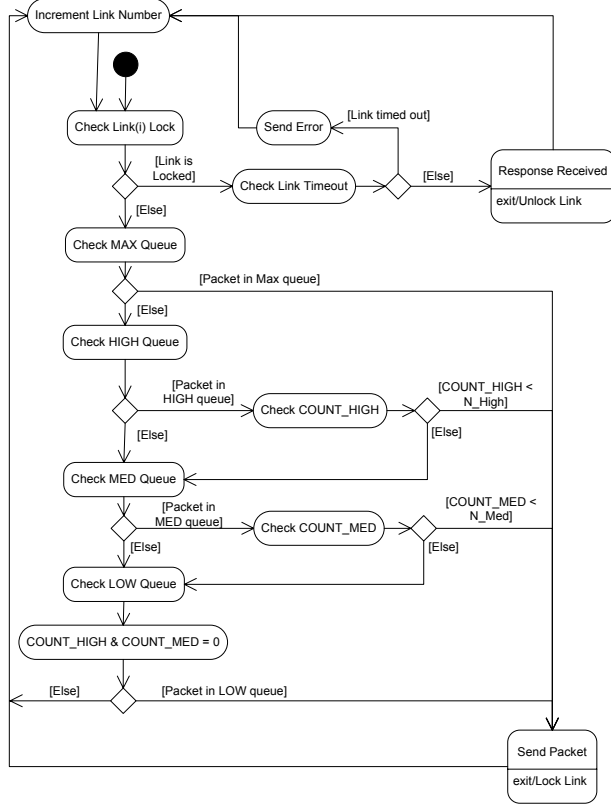 Increment Link Number
Check Link(i) Lock
Send Error
[Link timed out]
[Link is
Locked]
Check Link Timeout
[Else]
Response Received
exit/Unlock Link
[Else]
Check MAX Queue
[Packet in Max queue]
[Else]
Check HIGH Queue
[Packet in
HIGH queue]
Check COUNT_HIGH
[COUNT_HIGH <
N_High]
[Else]
[Else]
Check MED Queue
[Packet in
MED queue]
Check COUNT_MED
[COUNT_MED <
N_Med]
[Else]
[Else]
Check LOW Queue
COUNT_HIGH & COUNT_MED = 0
[Else]
[Packet in LOW queue]
Send Packet
exit/Lock Link